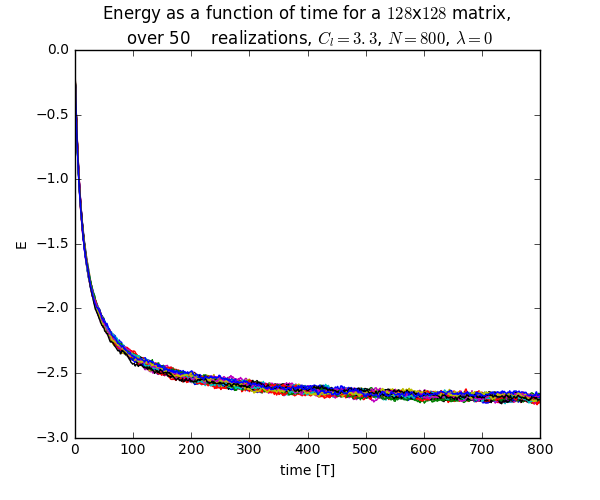 Energy as a function of time for a 128x128 matrix,
over 50    realizations, C_l = 3.3, N = 800, λ = 0
0.0
−0.5
−1.0
−1.5
−2.0
−2.5
−3.0
E
0 100 200 300 400 500 600 700 800
time [T]